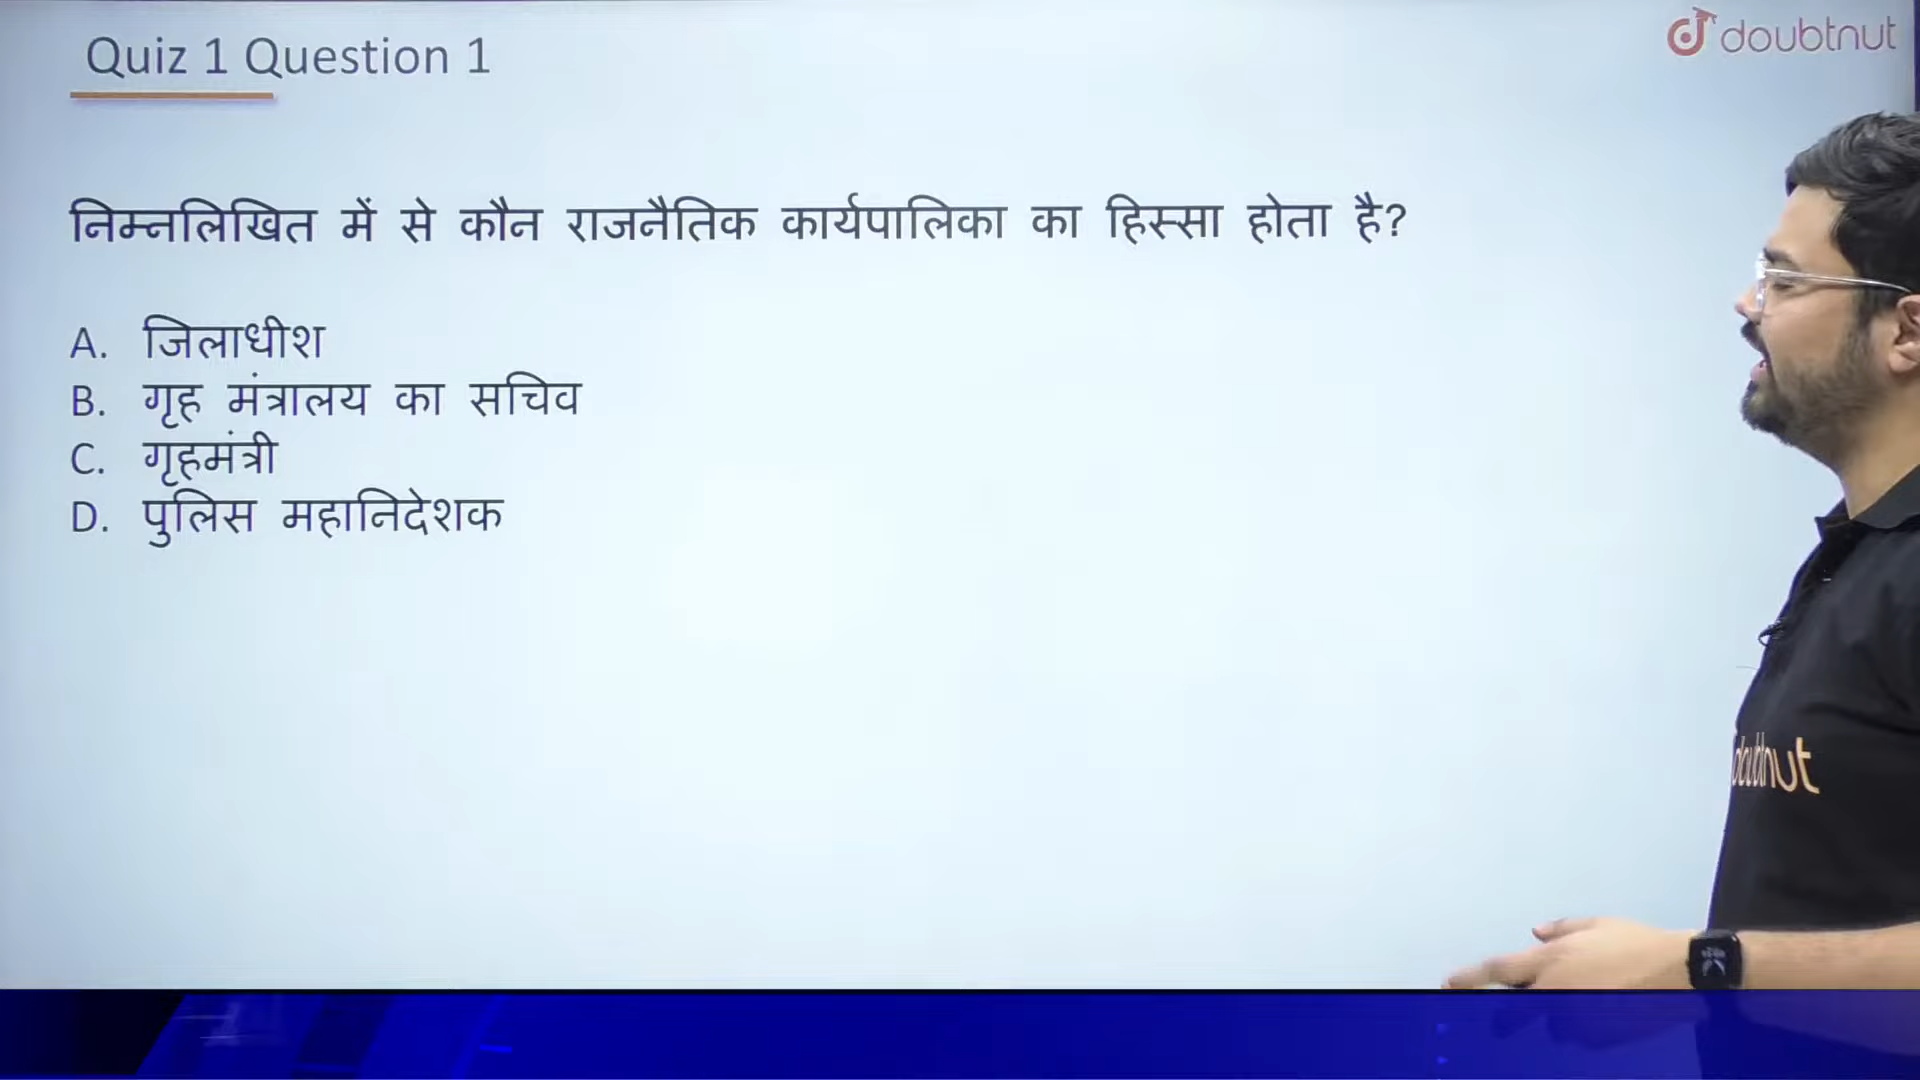 Quiz 1 Question 1
doubtnut
निम्नलिखित में से कौन राजनैतिक कार्यपालिका का हिस्सा होता है?
A. जिलाधीश
B. गृह मंत्रालय का सचिव
C. गृहमंत्री
D. पुलिस महानिदेशक
doubtnut